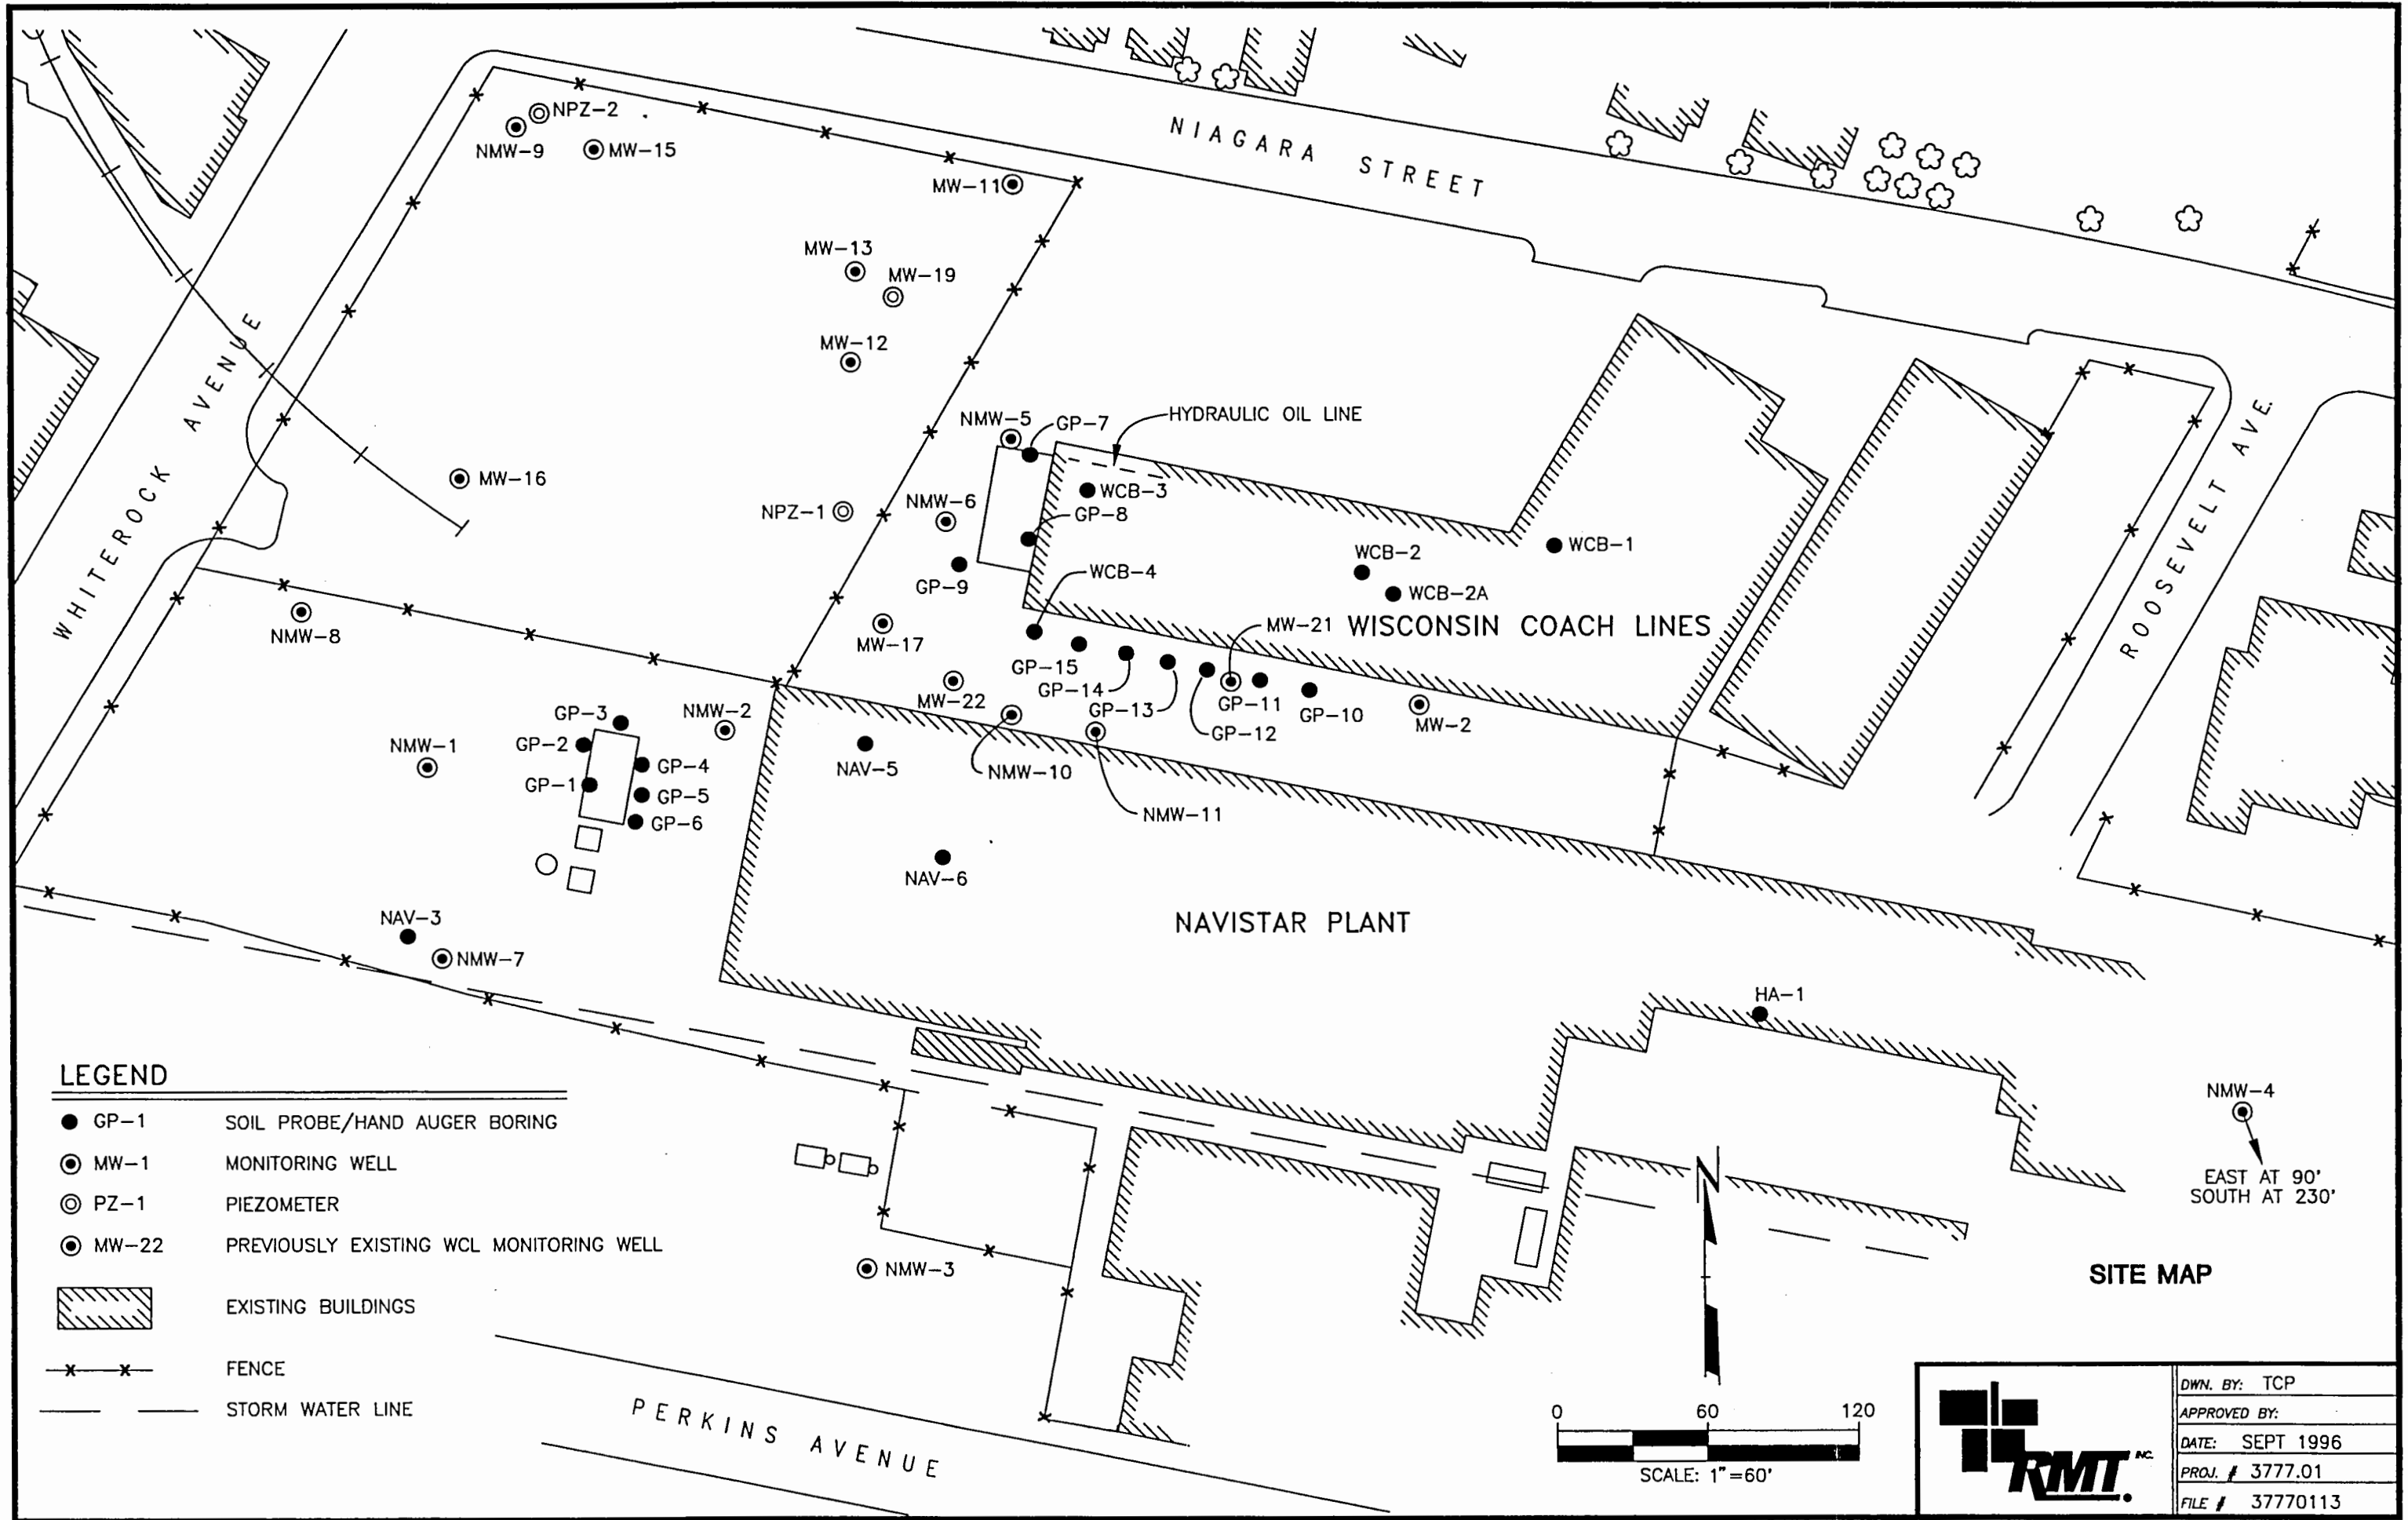 NIAGARA STREET
NPZ-2
NMW-9
MW-15
MW-11
MW-13
MW-19
MW-12
WHITEROCK AVENUE
NMW-5
GP-7
HYDRAULIC OIL LINE
MW-16
NPZ-1
NMW-6
WCB-3
GP-8
WCB-1
WCB-2
WCB-2A
GP-9
WCB-4
ROOSEVELT AVE.
NMW-8
MW-17
MW-21
WISCONSIN COACH LINES
GP-15
GP-14
GP-13
GP-12
GP-11
GP-10
MW-2
MW-22
GP-3
NMW-2
GP-2
NMW-1
GP-4
GP-1
GP-5
GP-6
NAV-5
NMW-10
NMW-11
NAV-6
NAVISTAR PLANT
NAV-3
NMW-7
HA-1
NMW-4
EAST AT 90'
SOUTH AT 230'
NMW-3
PERKINS AVENUE
LEGEND
GP-1 SOIL PROBE/HAND AUGER BORING
MW-1 MONITORING WELL
PZ-1 PIEZOMETER
MW-22 PREVIOUSLY EXISTING WCL MONITORING WELL
EXISTING BUILDINGS
FENCE
STORM WATER LINE
N
SITE MAP
0 60 120
SCALE: 1"=60'
RMT INC.
DWN. BY: TCP
APPROVED BY:
DATE: SEPT 1996
PROJ. # 3777.01
FILE # 37770113